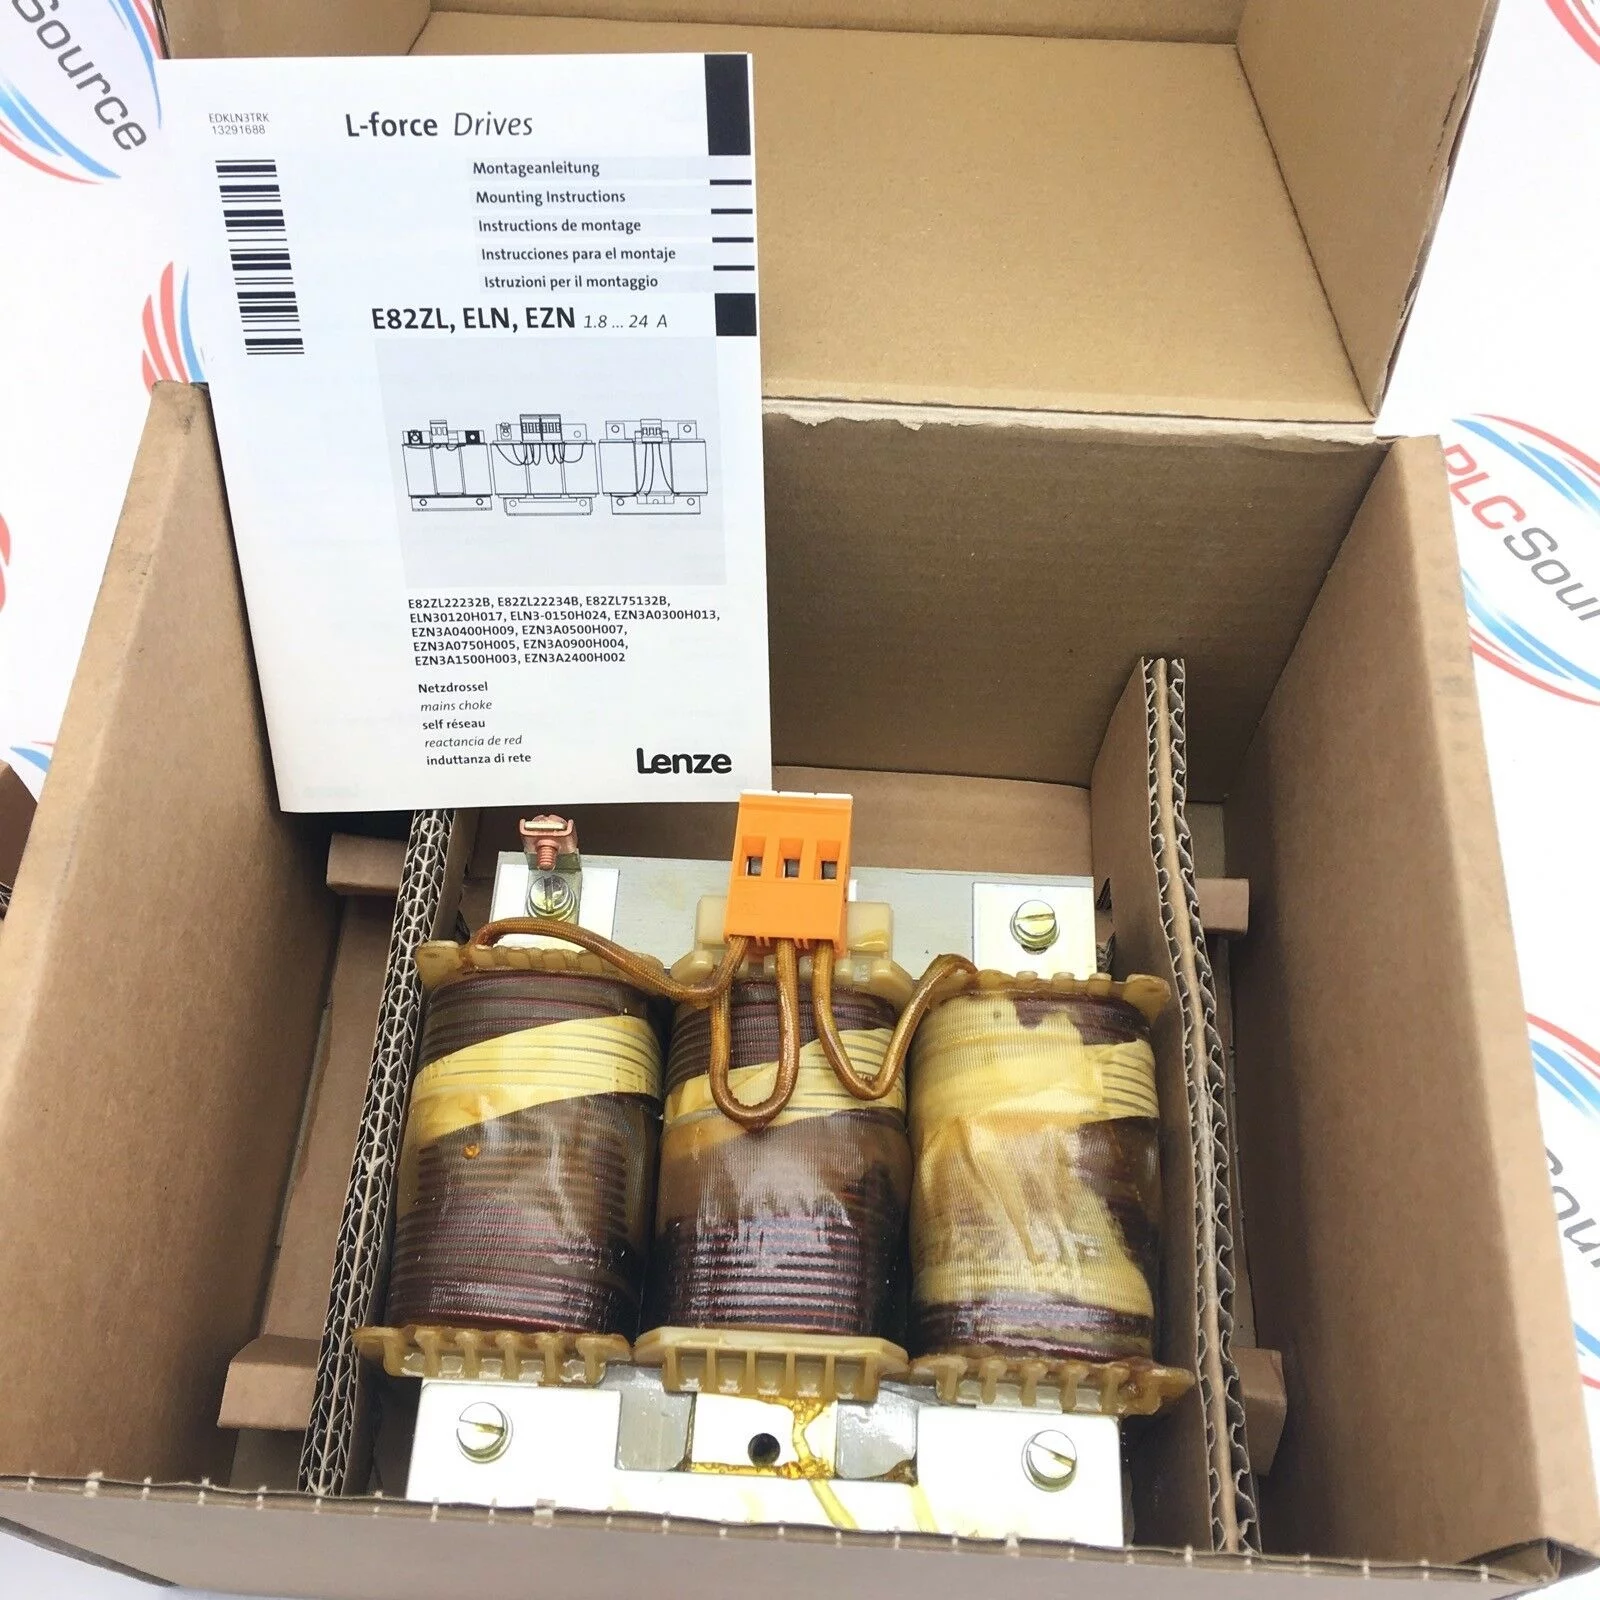 Source
EDKLN3TRK
13291688
L-force Drives
Montageanleitung
Mounting Instructions
Instructions de montage
Instrucciones para el montaje
Istruzioni per il montaggio
E82ZL, ELN, EZN 1.8 ... 24 A
E82ZL22232B, E82ZL22234B, E82ZL75132B,
ELN30120H017, ELN3-0150H024, EZN3A0300H013,
EZN3A0400H009, EZN3A0500H007,
EZN3A0750H005, EZN3A0900H004,
EZN3A1500H003, EZN3A2400H002
Netzdrossel
mains choke
self réseau
reactancia de red
induttanza di rete
Lenze
PLC Sour